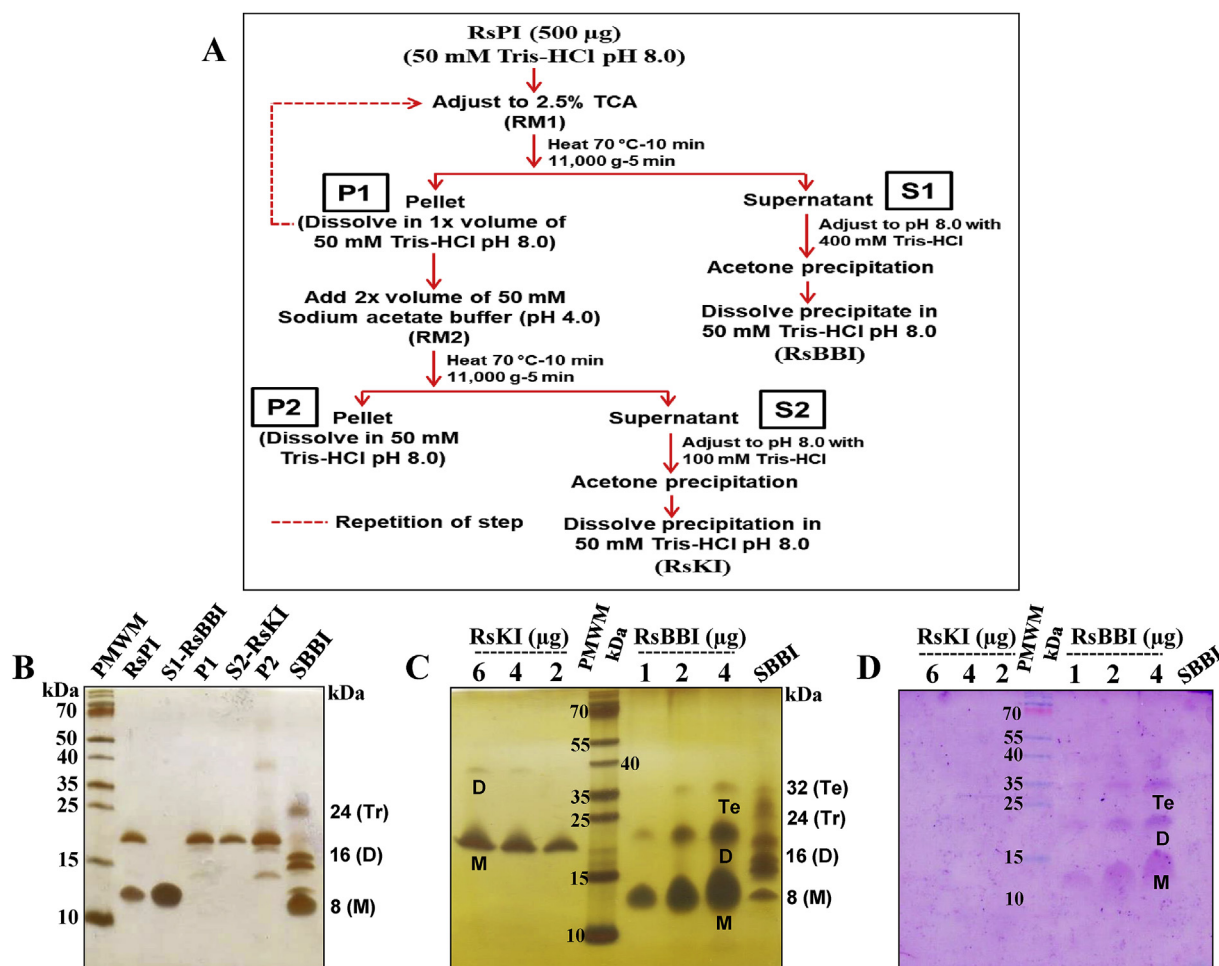 A
RsPI (500 µg)
(50 mM Tris-HCl pH 8.0)
Adjust to 2.5% TCA
(RM1)
Heat 70 °C-10 min
11,000 g-5 min
P1
Pellet
(Dissolve in 1x volume of
50 mM Tris-HCl pH 8.0)
Supernatant
S1
Adjust to pH 8.0 with
400 mM Tris-HCl
Acetone precipitation
Dissolve precipitate in
50 mM Tris-HCl pH 8.0
(RsBBI)
Add 2x volume of 50 mM
Sodium acetate buffer (pH 4.0)
(RM2)
Heat 70 °C-10 min
11,000 g-5 min
P2
Pellet
(Dissolve in 50 mM
Tris-HCl pH 8.0)
Supernatant
S2
Adjust to pH 8.0 with
100 mM Tris-HCl
Acetone precipitation
Dissolve precipitation in
50 mM Tris-HCl pH 8.0
(RsKI)
Repetition of step
B
PMWM
RsPI
S1-RsBBI
P1
S2-RsKI
P2
SBBI
kDa
kDa
70
50
40
35
25
15
10
24 (Tr)
16 (D)
8 (M)
C
RsKI (µg)
6 4 2
PMWM
kDa
RsBBI (µg)
1 2 4
SBBI
kDa
70
55
40
35
25
15
10
D
M
Te
D
M
32 (Te)
24 (Tr)
16 (D)
8 (M)
D
RsKI (µg)
6 4 2
PMWM
kDa
RsBBI (µg)
1 2 4
SBBI
70
55
40
35
25
15
10
Te
D
M